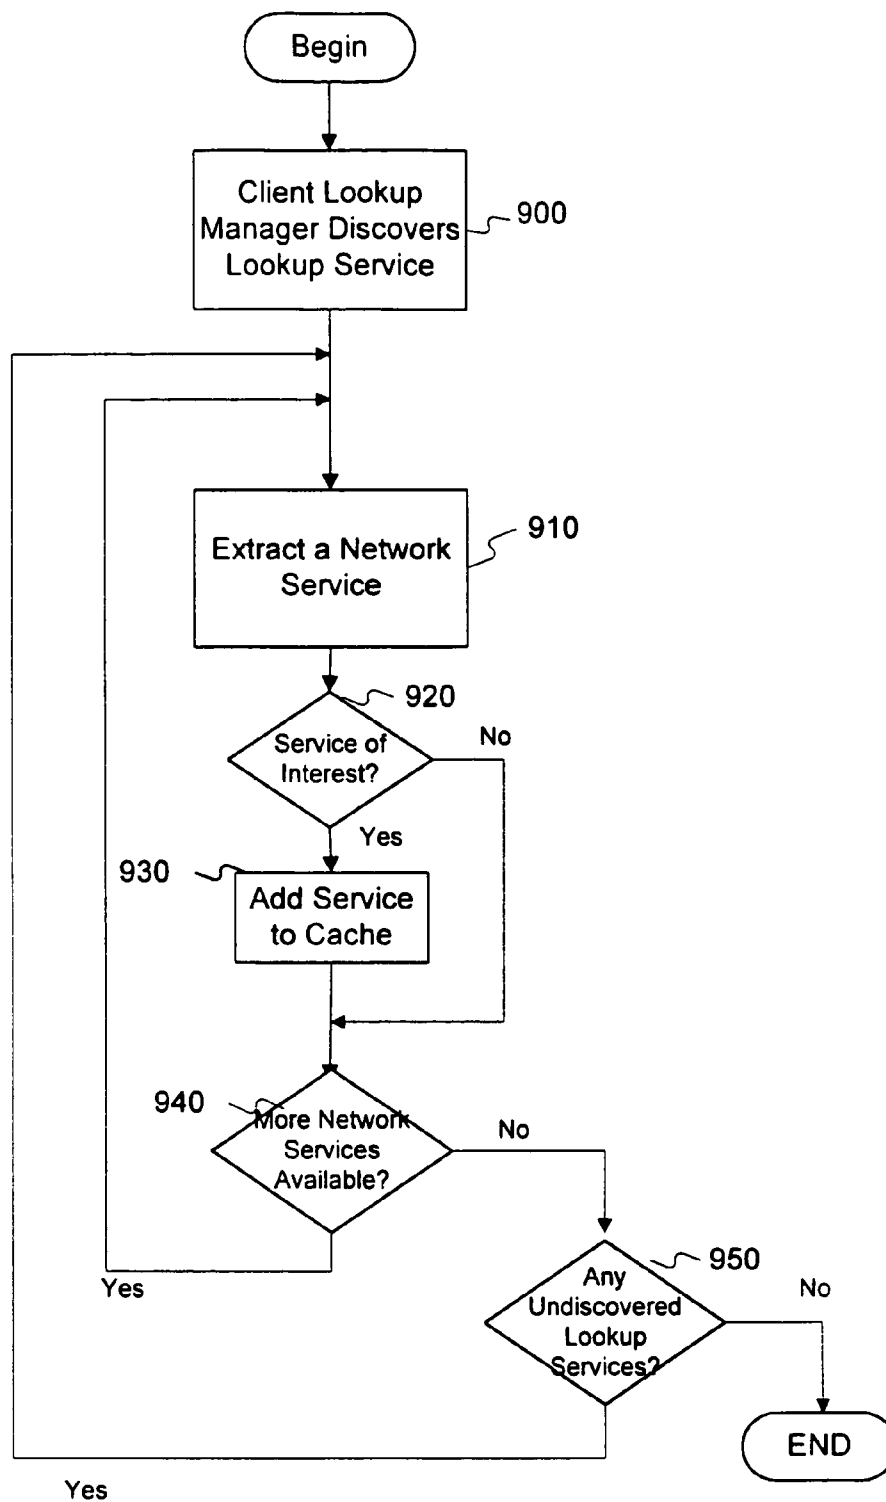 Begin
Client Lookup
Manager Discovers
Lookup Service
900
Extract a Network
Service
910
920
Service of
Interest?
No
Yes
930
Add Service
to Cache
940
More Network
Services
Available?
No
Yes
950
Any
Undiscovered
Lookup
Services?
No
END
Yes